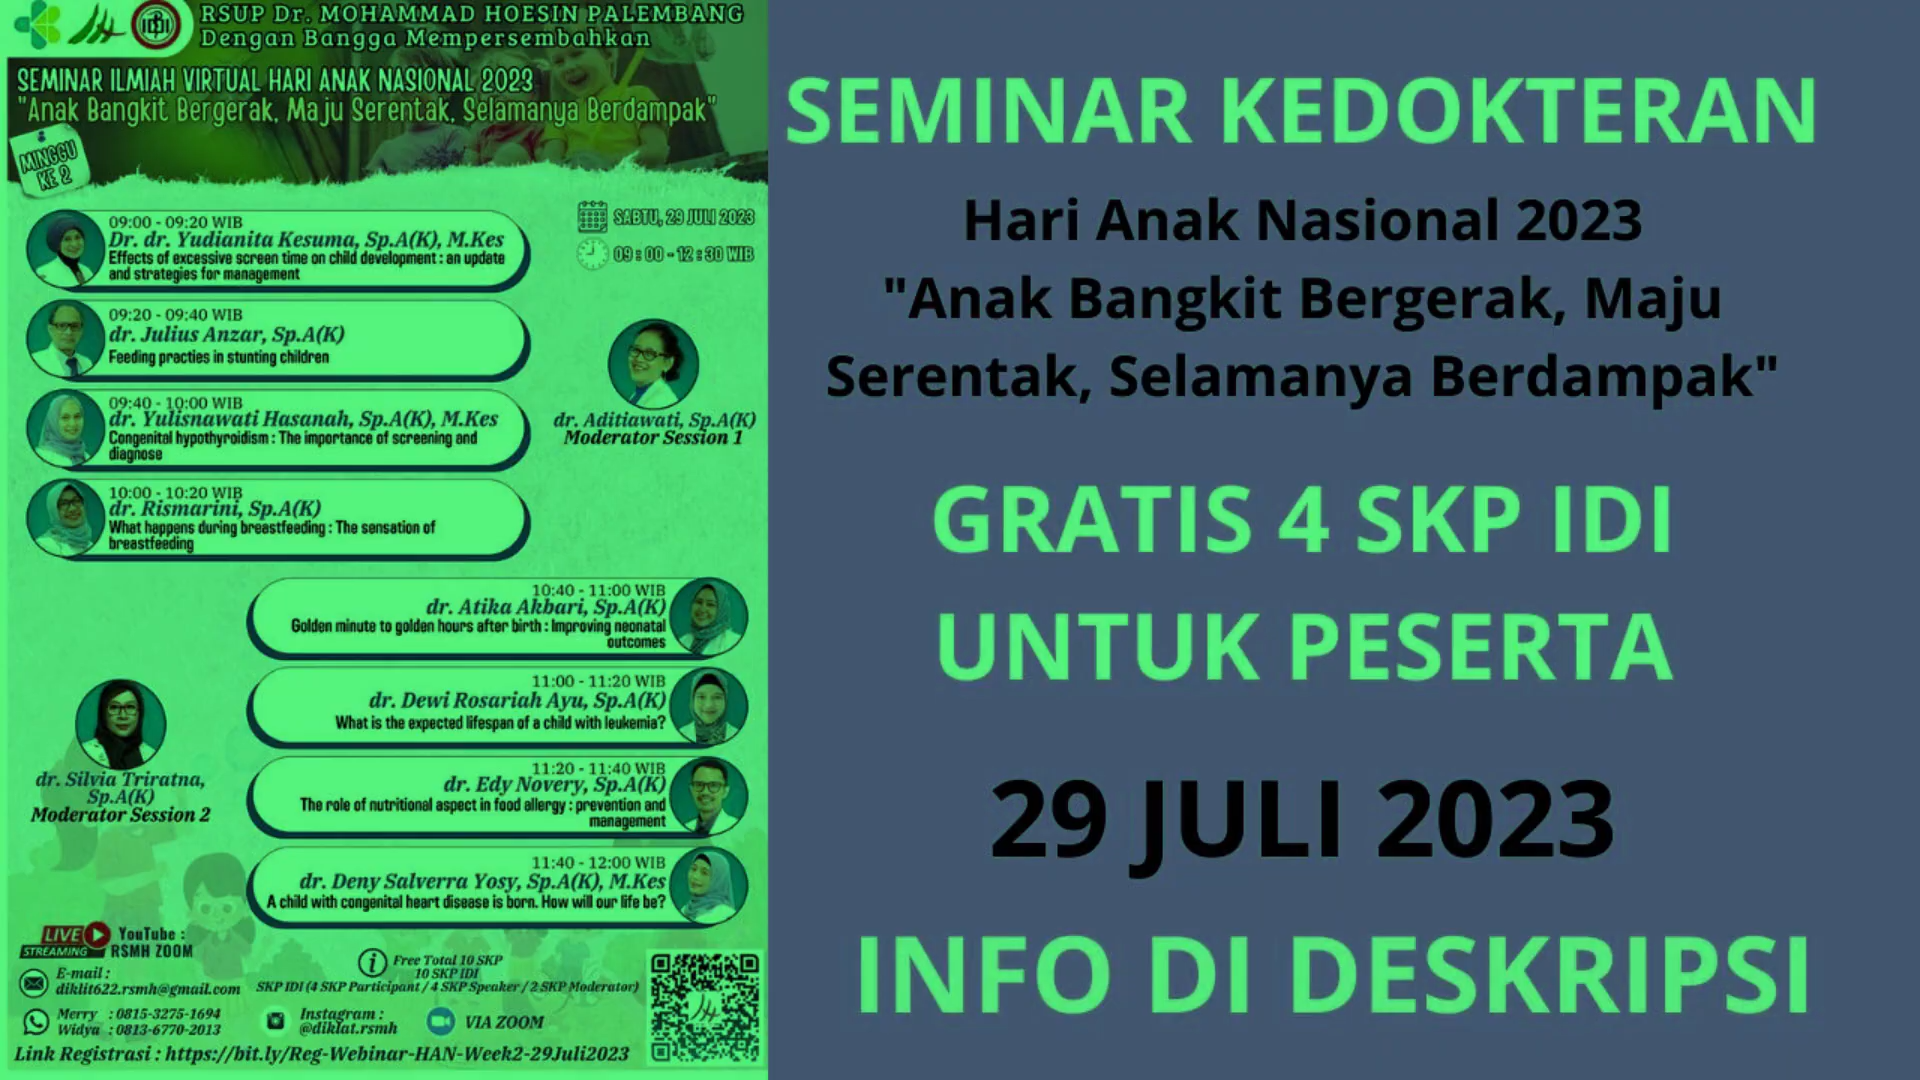 RSUP Dr. MOHAMMAD HOESIN PALEMBANG
Dengan Bangga Mempersembahkan
SEMINAR ILMIAH VIRTUAL HARI ANAK NASIONAL 2023
"Anak Bangkit Bergerak, Maju Serentak, Selamanya Berdampak"
MINGGU
KE 2
SABTU, 29 JULI 2023
09:00 - 12:30 WIB
09:00 - 09:20 WIB
Dr. dr. Yudianita Kesuma, Sp.A(K), M.Kes
Effects of excessive screen time on child development : an update
and strategies for management
09:20 - 09:40 WIB
dr. Julius Anzar, Sp.A(K)
Feeding practies in stunting children
09:40 - 10:00 WIB
dr. Yulisnawati Hasanah, Sp.A(K), M.Kes
Congenital hypothyroidism : The importance of screening and
diagnose
10:00 - 10:20 WIB
dr. Rismarini, Sp.A(K)
What happens during breastfeeding : The sensation of
breastfeeding
dr. Aditiawati, Sp.A(K)
Moderator Session 1
10:40 - 11:00 WIB
dr. Atika Akbari, Sp.A(K)
Golden minute to golden hours after birth : Improving neonatal
outcomes
11:00 - 11:20 WIB
dr. Dewi Rosariah Ayu, Sp.A(K)
What is the expected lifespan of a child with leukemia?
11:20 - 11:40 WIB
dr. Edy Novery, Sp.A(K)
The role of nutritional aspect in food allergy : prevention and
management
11:40 - 12:00 WIB
dr. Deny Salverra Yosy, Sp.A(K), M.Kes
A child with congenital heart disease is born. How will our life be?
dr. Silvia Triratna,
Sp.A(K)
Moderator Session 2
LIVE
STREAMING
YouTube :
RSMH ZOOM
E-mail :
diklit622.rsmh@gmail.com
Merry : 0815-3275-1694
Widya : 0813-6770-2013
Free Total 10 SKP
10 SKP IDI
SKP IDI (4 SKP Participant / 4 SKP Speaker / 2 SKP Moderator)
Instagram :
@diklat.rsmh
VIA ZOOM
Link Registrasi : https://bit.ly/Reg-Webinar-HAN-Week2-29Juli2023
SEMINAR KEDOKTERAN
Hari Anak Nasional 2023
"Anak Bangkit Bergerak, Maju
Serentak, Selamanya Berdampak"
GRATIS 4 SKP IDI
UNTUK PESERTA
29 JULI 2023
INFO DI DESKRIPSI